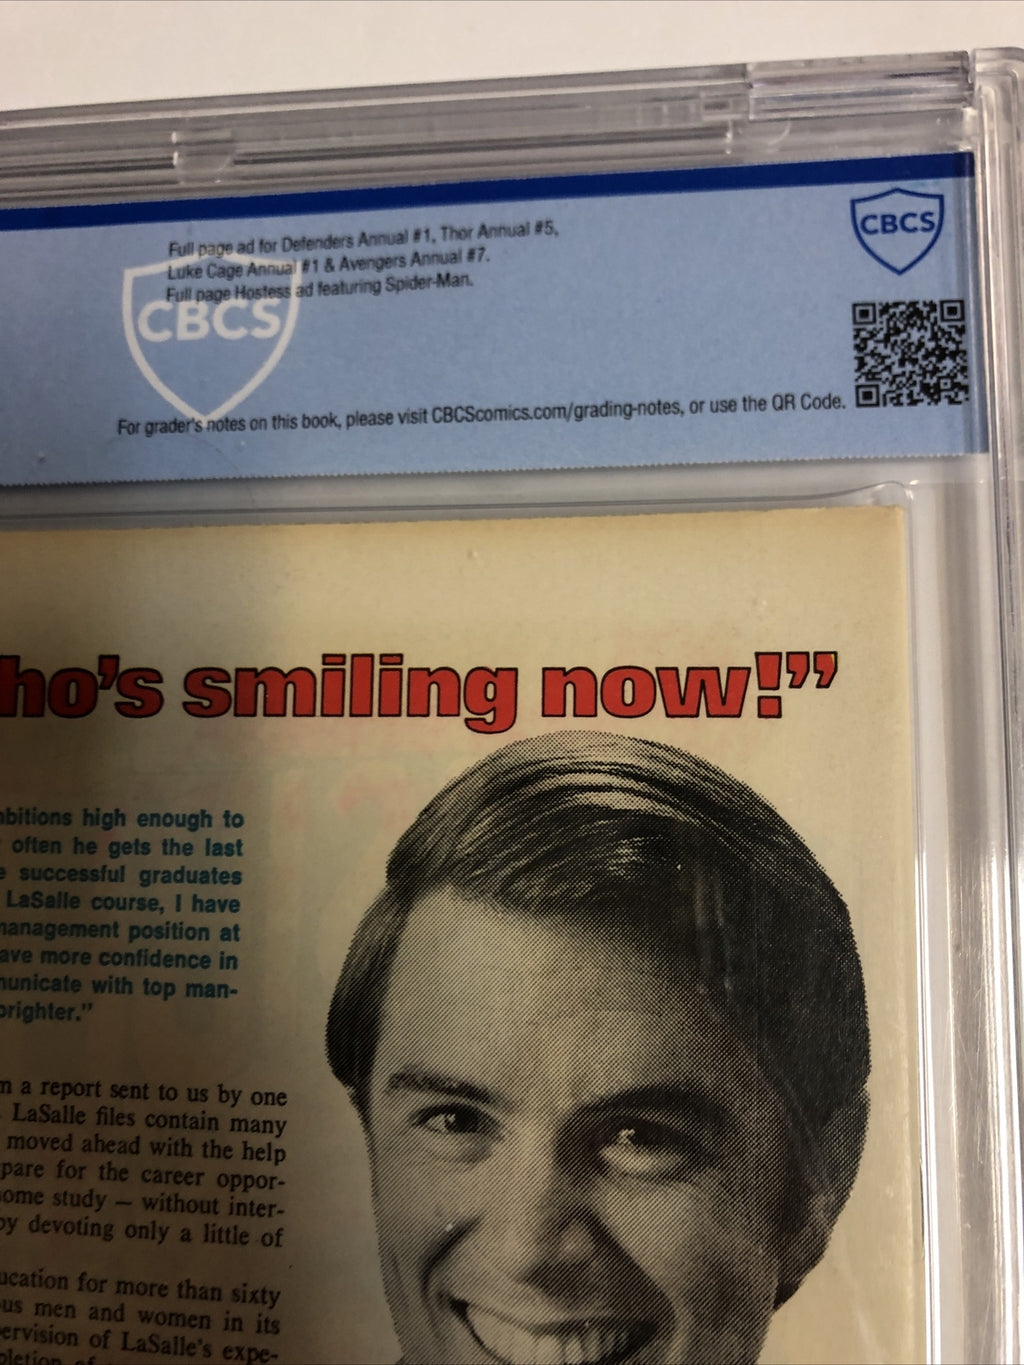 Full page ad for Defenders Annual #1, Thor Annual #5,
Luke Cage Annual #1 & Avengers Annual #7.
Full page Hostess ad featuring Spider-Man.
CBCS
CBCS
For grader's notes on this book, please visit CBCScomics.com/grading-notes, or use the QR Code.
ho's smiling now!”
bitions high enough to
often he gets the last
e successful graduates
LaSalle course, I have
management position at
ave more confidence in
municate with top man-
brighter.”
m a report sent to us by one
LaSalle files contain many
moved ahead with the help
pare for the career oppor-
ome study — without inter-
by devoting only a little of
ucation for more than sixty
us men and women in its
ervision of LaSalle's expe-
pletion of